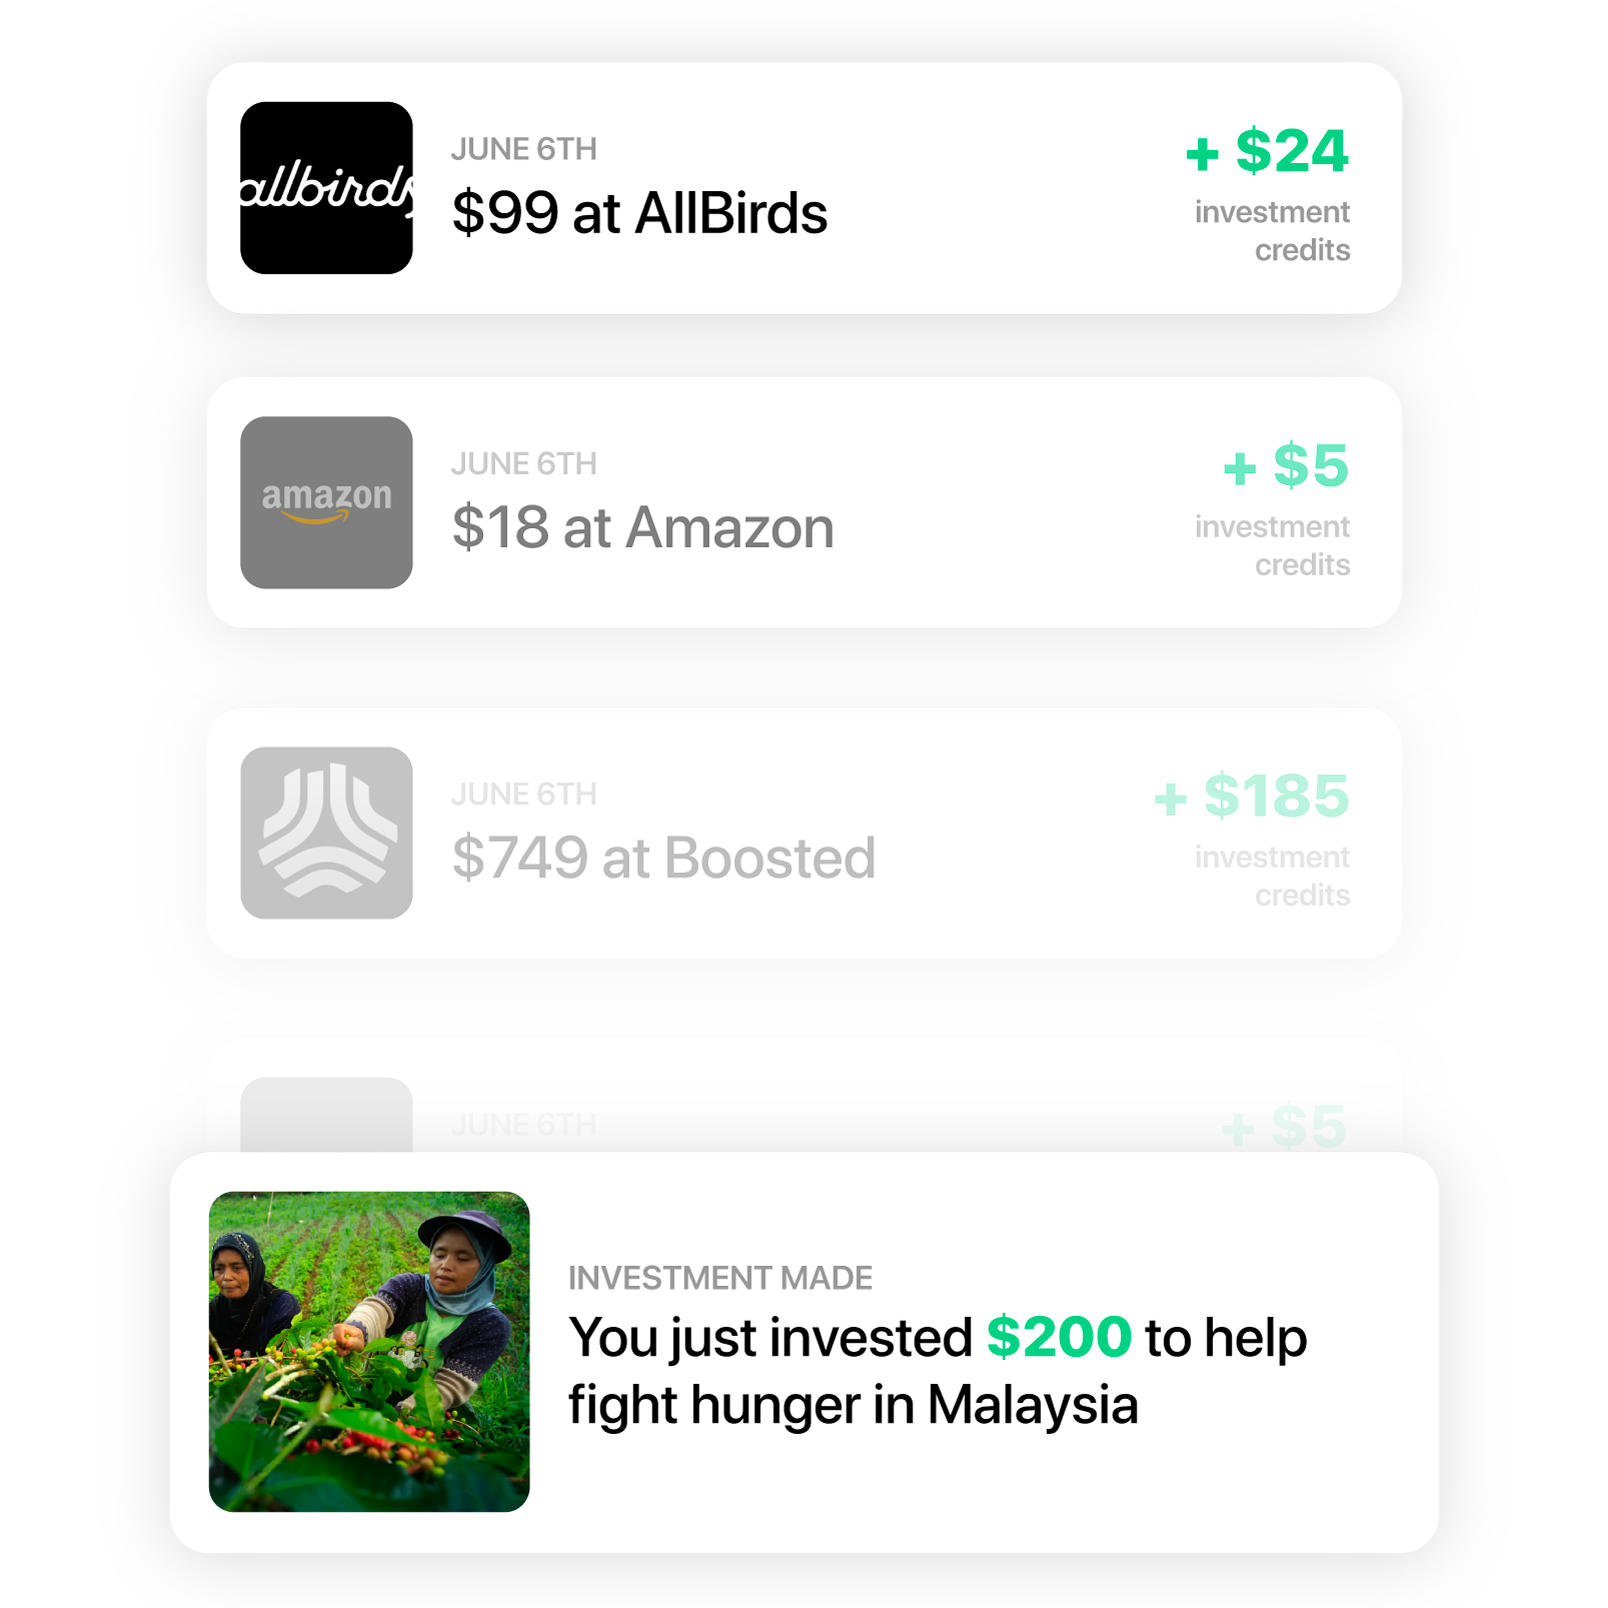 allbirds
JUNE 6TH
$99 at AllBirds
+ $24
investment
credits
amazon
JUNE 6TH
$18 at Amazon
+ $5
investment
credits
JUNE 6TH
$749 at Boosted
+ $185
investment
credits
JUNE 6TH
+ $5
INVESTMENT MADE
You just invested $200 to help
fight hunger in Malaysia